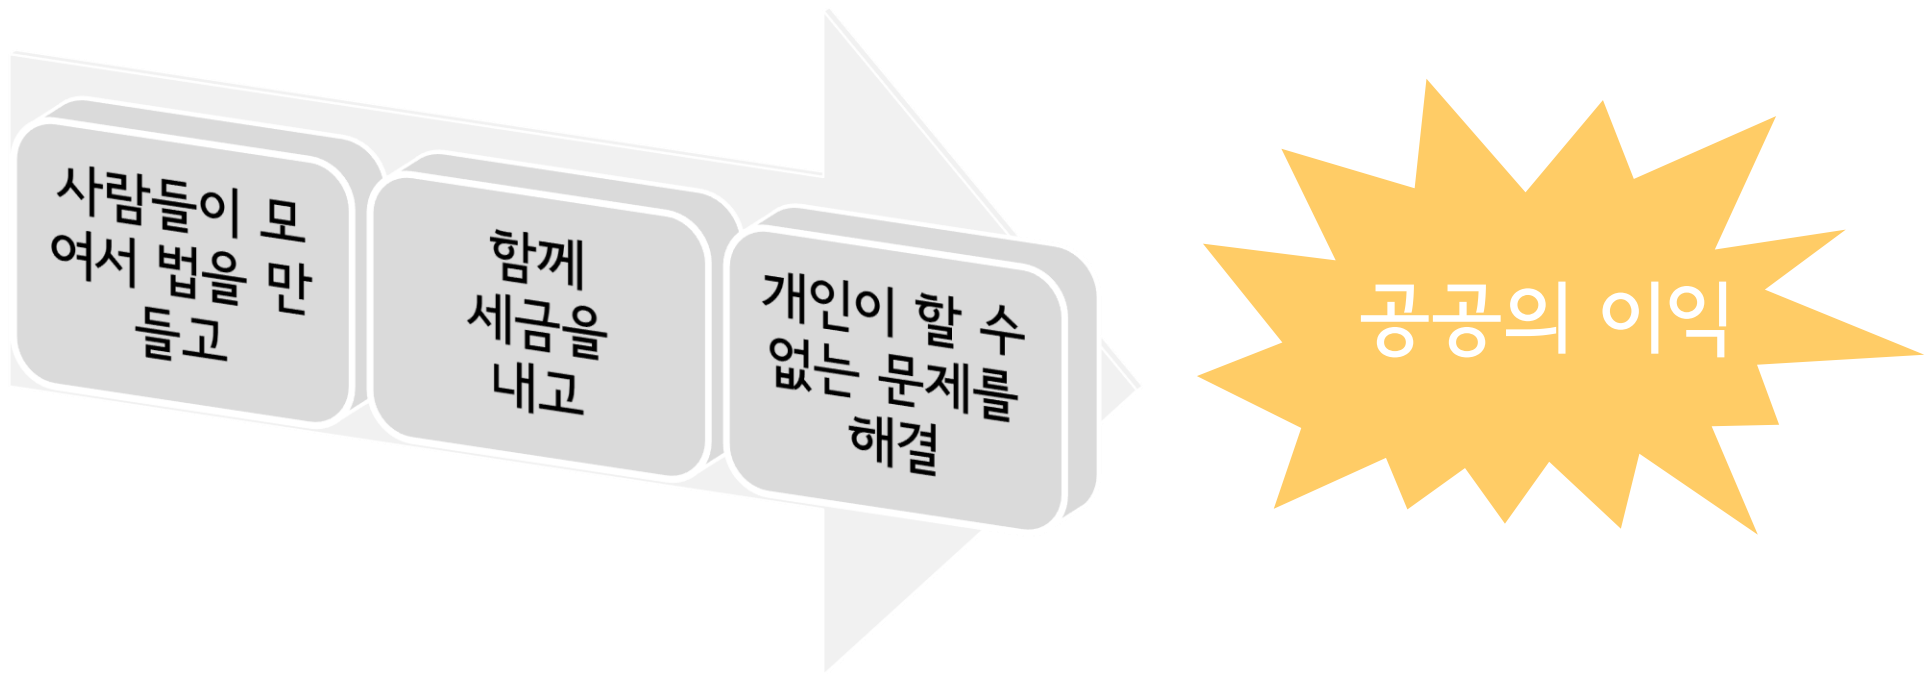 사람들이 모
여서 법을 만
들고
함께
세금을
내고
개인이 할 수
없는 문제를
해결
공공의 이익